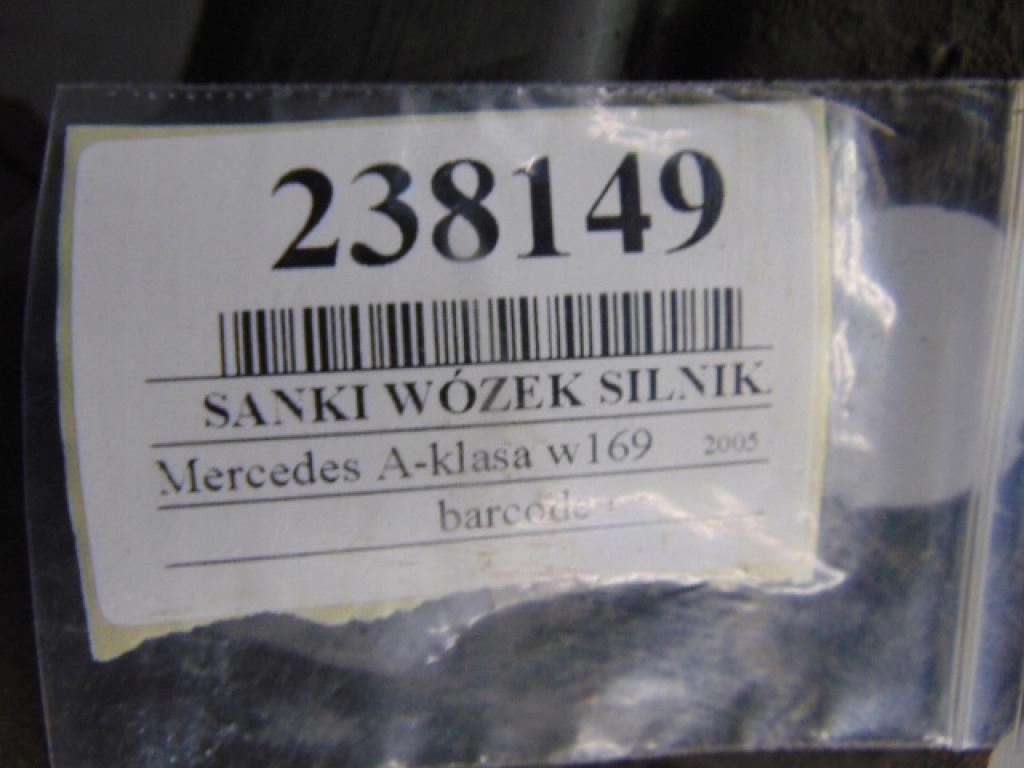 238149
SANKI WÓZEK SILNIK.
Mercedes A-klasa w169 2005
barcode